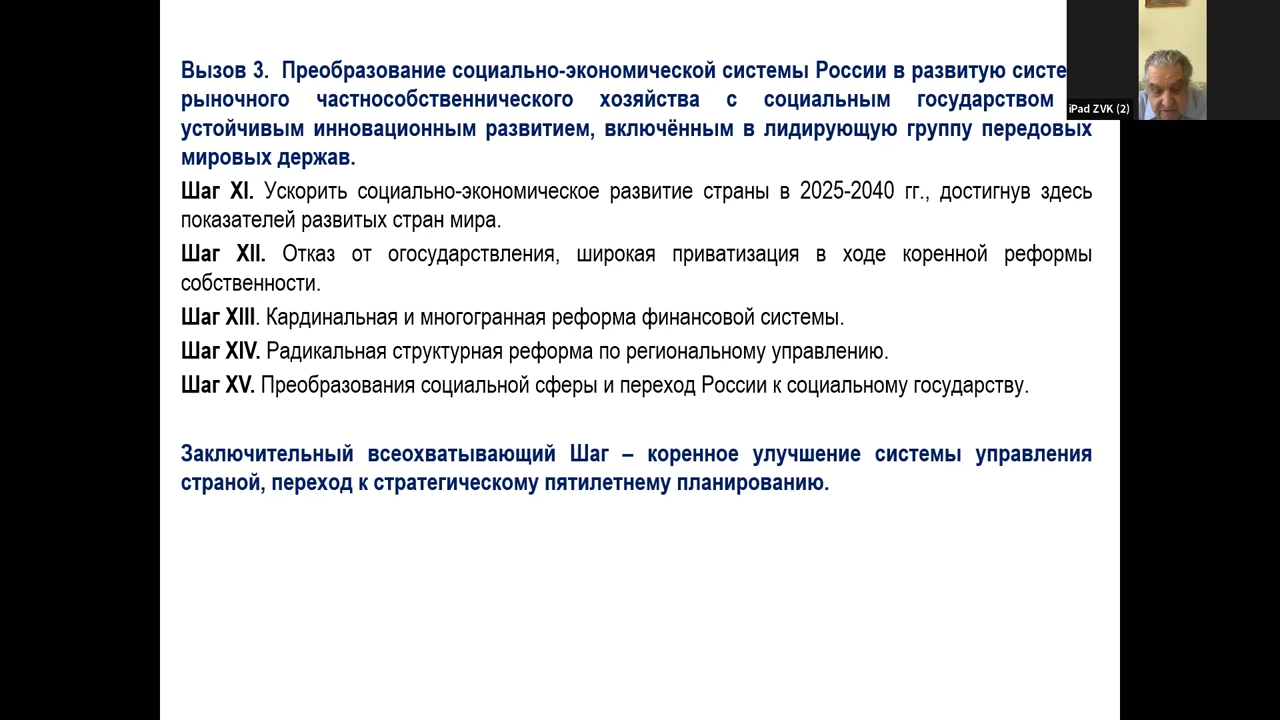 Вызов 3. Преобразование социально-экономической системы России в развитую систе
рыночного частнособственнического хозяйства с социальным государством
устойчивым инновационным развитием, включённым в лидирующую группу передовых
мировых держав.
Шаг XI. Ускорить социально-экономическое развитие страны в 2025-2040 гг., достигнув здесь
показателей развитых стран мира.
Шаг XII. Отказ от огосударствления, широкая приватизация в ходе коренной реформы
собственности.
Шаг XIII. Кардинальная и многогранная реформа финансовой системы.
Шаг XIV. Радикальная структурная реформа по региональному управлению.
Шаг XV. Преобразования социальной сферы и переход России к социальному государству.
Заключительный всеохватывающий Шаг – коренное улучшение системы управления
страной, переход к стратегическому пятилетнему планированию.
iPad ZVK (2)